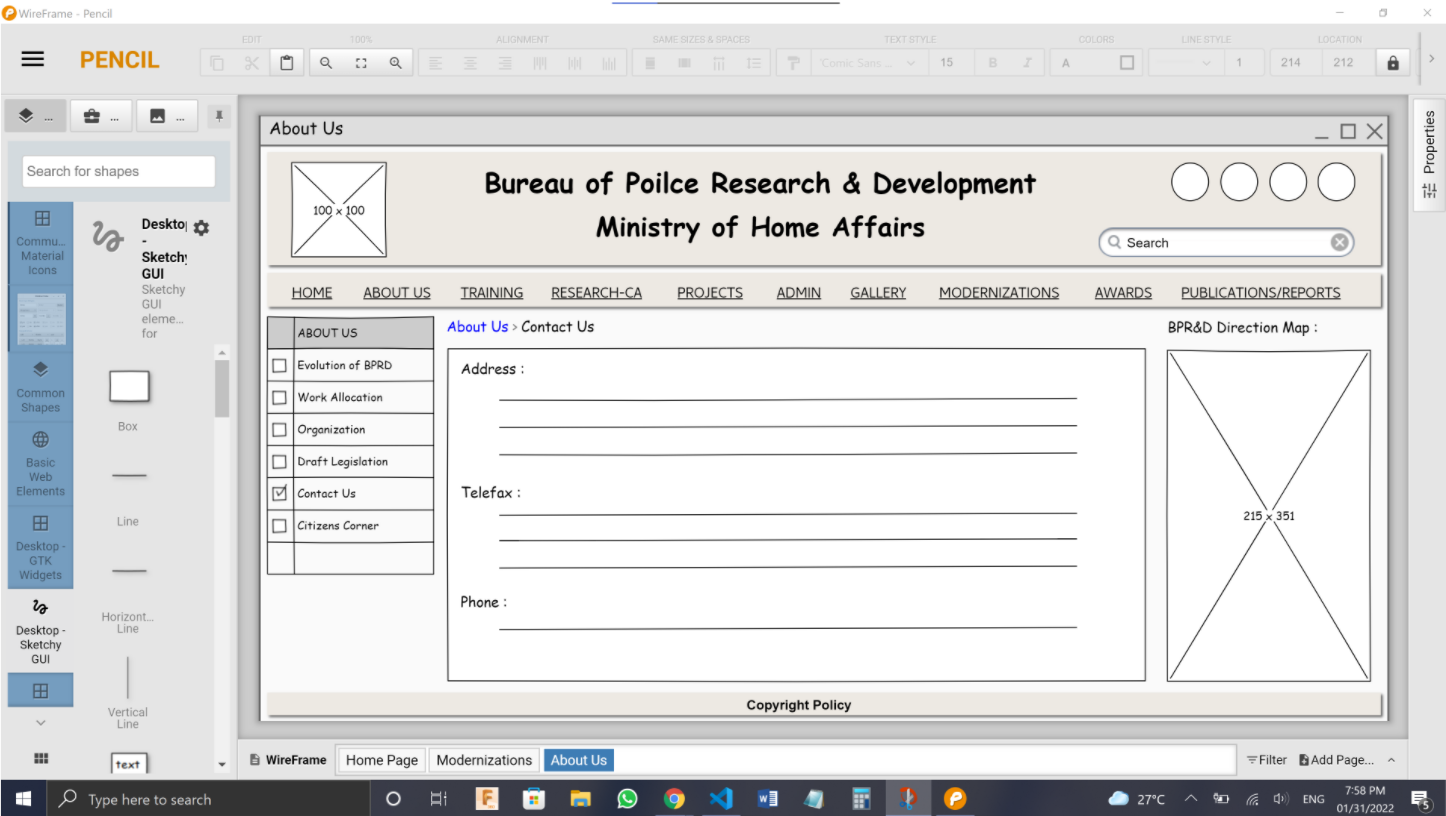 WireFrame - Pencil
EDIT 100% ALIGNMENT SAME SIZES & SPACES TEXT STYLE COLORS LINE STYLE LOCATION
PENCIL
'Comic Sans ... 15 B I A 1 214 212
... ... ...
Search for shapes
Commu... Material Icons
Common Shapes
Basic Web Elements
Desktop - GTK Widgets
Desktop - Sketchy GUI
Deskto
-
Sketchy
GUI
Sketchy
GUI
eleme...
for
Box
Line
Horizont...
Line
Vertical
Line
text
About Us
100 x 100
Bureau of Poilce Research & Development
Ministry of Home Affairs
Search
HOME ABOUT US TRAINING RESEARCH-CA PROJECTS ADMIN GALLERY MODERNIZATIONS AWARDS PUBLICATIONS/REPORTS
ABOUT US
Evolution of BPRD
Work Allocation
Organization
Draft Legislation
Contact Us
Citizens Corner
About Us > Contact Us
Address :
Telefax :
Phone :
BPR&D Direction Map :
215 x 351
Copyright Policy
Properties
WireFrame Home Page Modernizations About Us Filter Add Page...
Type here to search
27°C ENG 7:58 PM
01/31/2022
5